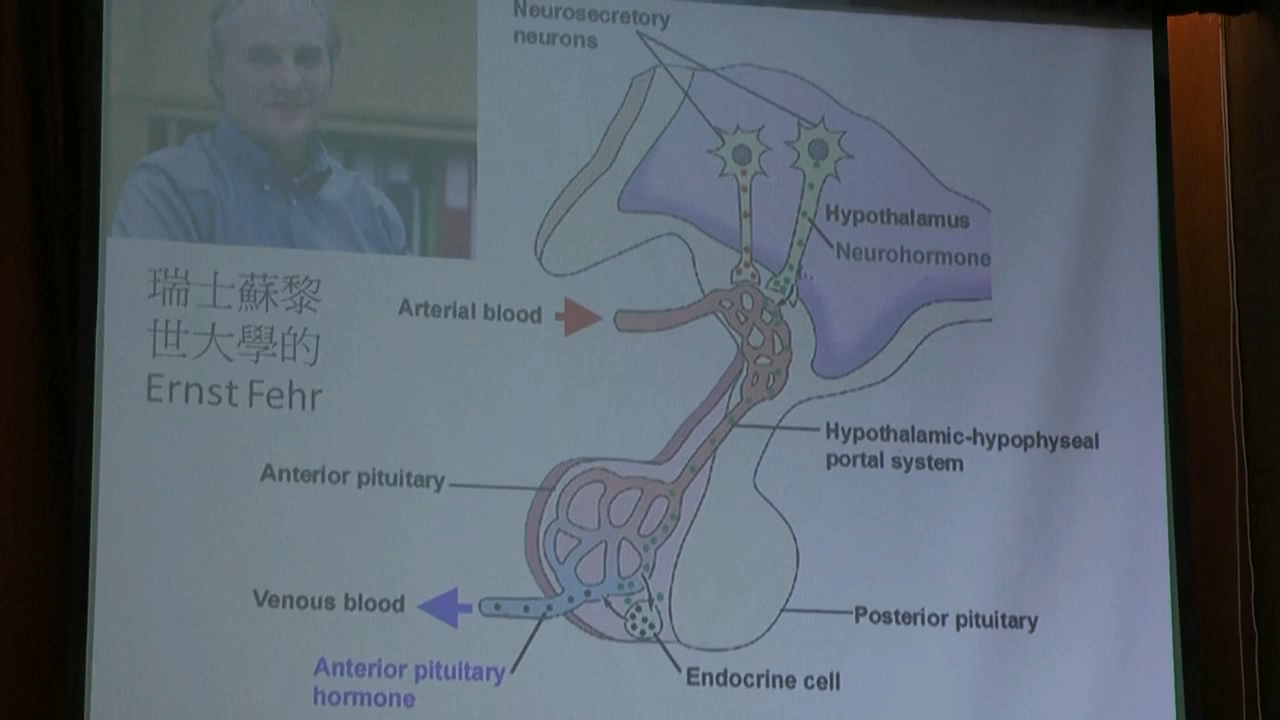 Neurosecretory
neurons
Hypothalamus
Neurohormone
Arterial blood
瑞士蘇黎
世大學的
Ernst Fehr
Hypothalamic-hypophyseal
portal system
Anterior pituitary
Venous blood
Posterior pituitary
Anterior pituitary
hormone
Endocrine cell